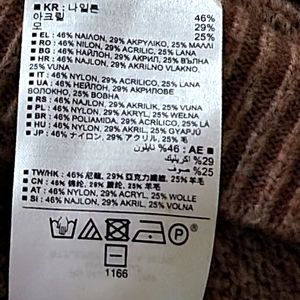 ■ KR : 나일론 46%
아크릴 29%
모 25%
■ EL : 46% ΝΑΙΛΟΝ, 29% ΑΚΡΥΛΙΚΟ, 25% ΜΑΛΛΙ
■ RO : 46% NILON, 29% ACRILIC, 25% LANA
■ BG : 46% НАЙЛОН, 29% АКРИЛ, 25% ВЪЛНА
■ HR : 46% NAJLON, 29% AKRILNO VLAKNO,
25% VUNA
■ IT : 46% NYLON, 29% ACRILICO, 25% LANA
■ UA : 46% НЕЙЛОН, 29% АКРИЛОВЕ
ВОЛОКНО, 25% ВОВНА
■ RS : 46% NAJLON, 29% AKRILIK, 25% VUNA
■ PL : 46% NYLON, 29% AKRYL, 25% WEŁNA
■ BR : 46% POLIAMIDA, 29% ACRÍLICO, 25% LÃ
■ HU : 46% NYLON, 29% AKRIL, 25% GYAPJÚ
■ JP : 46% ナイロン, 29% アクリル, 25% 羊毛
■ AE : 46% نايلون
29% اكريليك
25% صوف
■ TW/HK : 46% 尼龍, 29% 亞克力纖維, 25% 羊毛
■ CN : 46% 锦纶, 29% 腈纶, 25% 羊毛
■ AT : 46% NYLON, 29% ACRYL, 25% WOLLE
■ SI : 46% NAJLON, 29% AKRIL, 25% VOLNA
P
1166